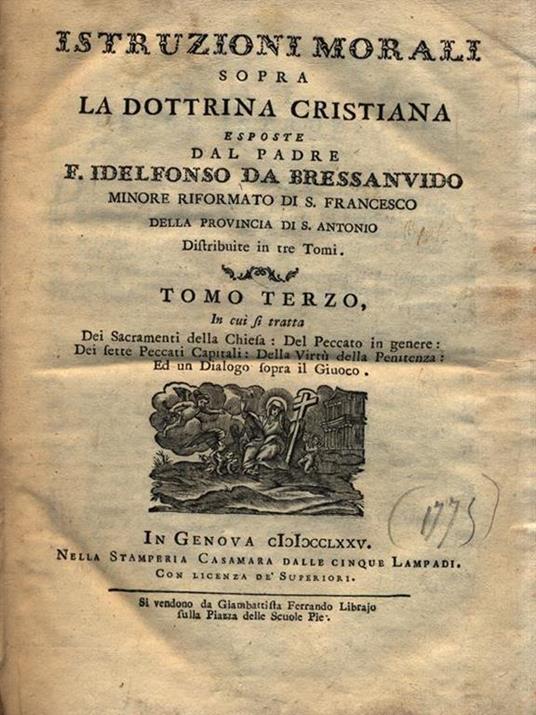 ISTRUZIONI MORALI
SOPRA
LA DOTTRINA CRISTIANA
ESPOSTE
DAL PADRE
F. IDELFONSO DA BRESSANVIDO
MINORE RIFORMATO DI S. FRANCESCO
DELLA PROVINCIA DI S. ANTONIO
Diſtribuite in tre Tomi.
TOMO TERZO,
In cui ſi tratta
Dei Sacramenti della Chieſa: Del Peccato in genere:
Dei ſette Peccati Capitali: Della Virtù della Penitenza:
Ed un Dialogo ſopra il Giuoco.
(1775)
IN GENOVA CIƆIƆCCLXXV.
NELLA STAMPERIA CASAMARA DALLE CINQUE LAMPADI.
CON LICENZA DE' SUPERIORI.
Si vendono da Giambattiſta Ferrando Librajo
ſulla Piazza delle Scuole Pie.